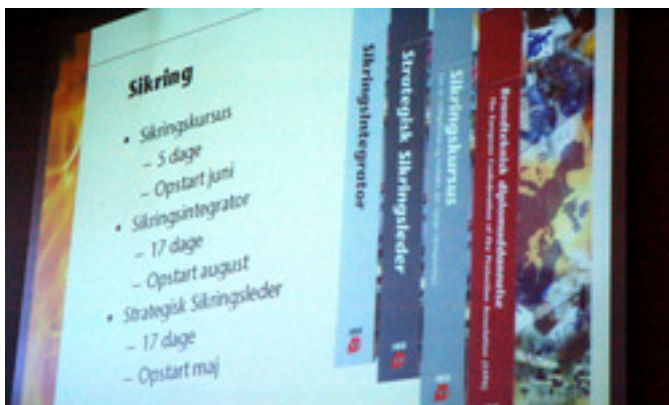 Sikring
• Sikringskursus
– 5 dage
– Opstart juni
• Sikringsintegrator
– 17 dage
– Opstart august
• Strategisk Sikringsleder
– 17 dage
– Opstart maj
Sikringsintegrator
Strategisk Sikringsleder
Sikringskursus
Brandteknisk diplomuddannelse
The European Confederation of Fire Protection Association (CFPA)